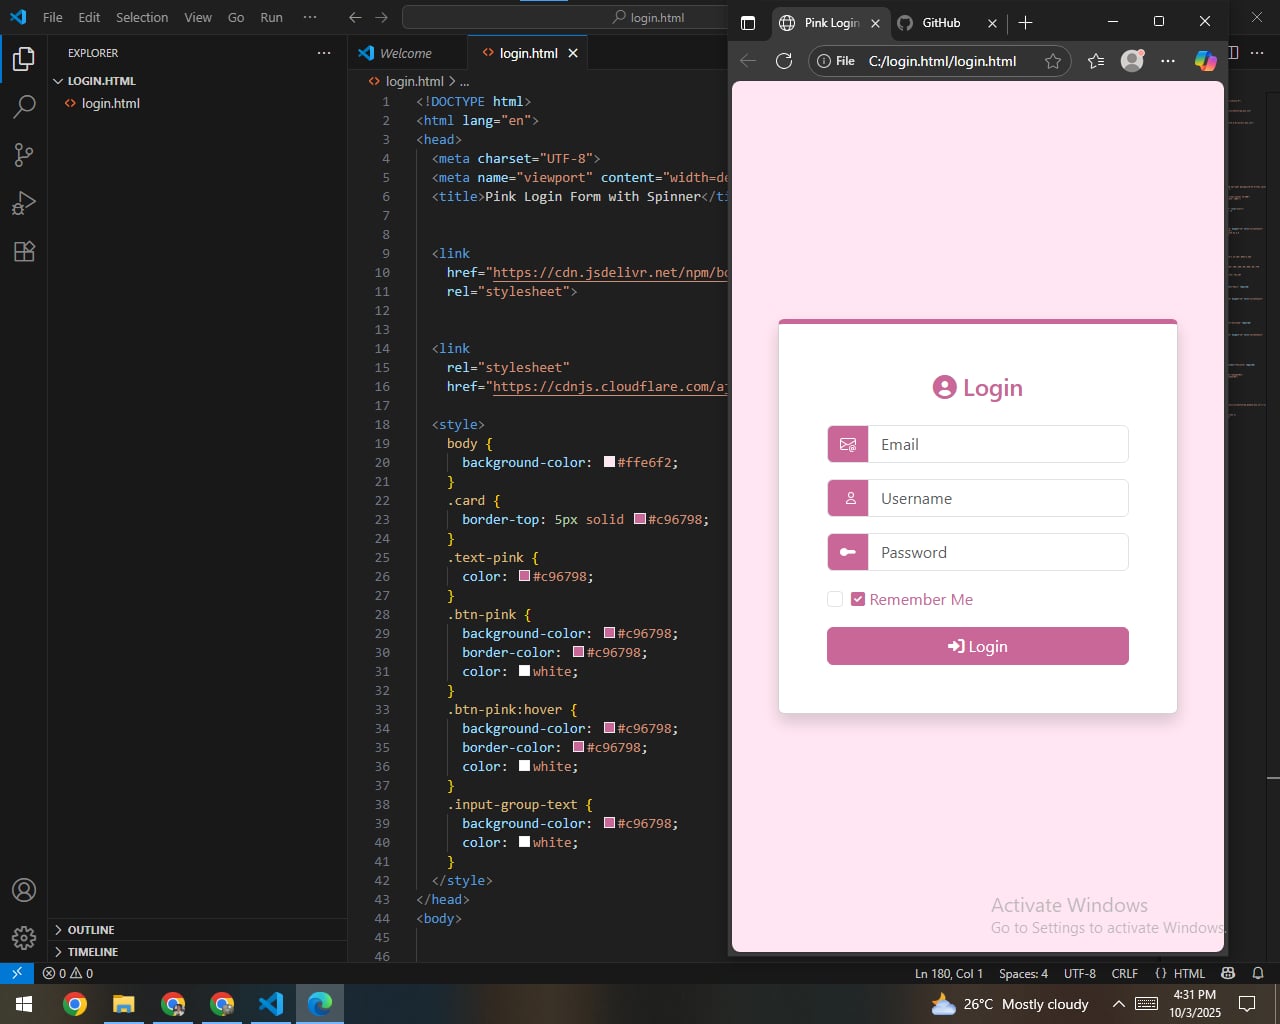 File Edit Selection View Go Run ··· login.html
EXPLORER ···
LOGIN.HTML
login.html
OUTLINE
TIMELINE
Welcome login.html
login.html > ...
1 <!DOCTYPE html>
2 <html lang="en">
3 <head>
4 <meta charset="UTF-8">
5 <meta name="viewport" content="width=de
6 <title>Pink Login Form with Spinner</ti
7
8
9 <link
10 href="https://cdn.jsdelivr.net/npm/bo
11 rel="stylesheet">
12
13
14 <link
15 rel="stylesheet"
16 href="https://cdnjs.cloudflare.com/aj
17
18 <style>
19 body {
20 background-color: #ffe6f2;
21 }
22 .card {
23 border-top: 5px solid #c96798;
24 }
25 .text-pink {
26 color: #c96798;
27 }
28 .btn-pink {
29 background-color: #c96798;
30 border-color: #c96798;
31 color: white;
32 }
33 .btn-pink:hover {
34 background-color: #c96798;
35 border-color: #c96798;
36 color: white;
37 }
38 .input-group-text {
39 background-color: #c96798;
40 color: white;
41 }
42 </style>
43 </head>
44 <body>
45
46
Pink Login GitHub
File C:/login.html/login.html
Login
Email
Username
Password
Remember Me
Login
Activate Windows
Go to Settings to activate Windows.
0 0 Ln 180, Col 1 Spaces: 4 UTF-8 CRLF {} HTML
26°C Mostly cloudy
4:31 PM
10/3/2025